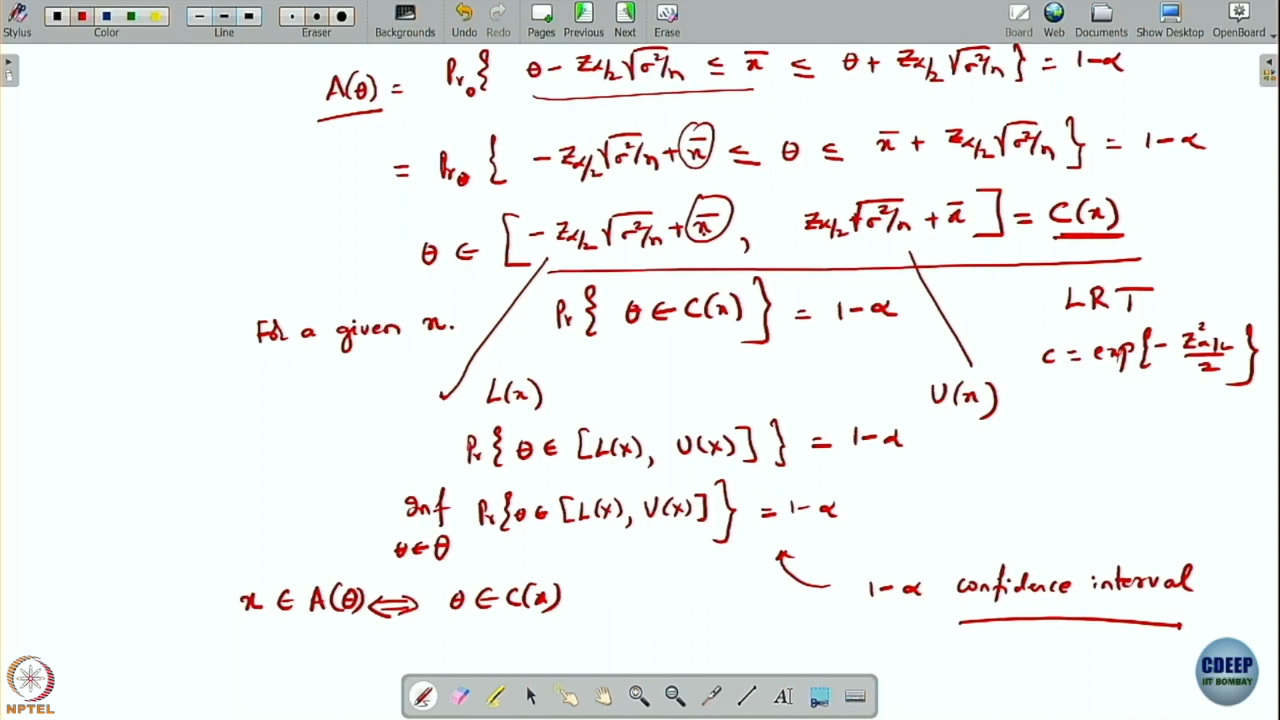 Stylus Color Line Eraser Backgrounds Undo Redo Pages Previous Next Erase Board Web Documents Show Desktop OpenBoard
A(θ) = Pr_θ{ θ - Z_{α/2} √σ²/n ≤ x̄ ≤ θ + Z_{α/2} √σ²/n } = 1-α
= Pr_θ { - Z_{α/2} √σ²/n + x̄ ≤ θ ≤ x̄ + Z_{α/2} √σ²/n } = 1-α
θ ∈ [ - Z_{α/2} √σ²/n + x̄ , Z_{α/2} √σ²/n + x̄ ] = C(x)
For a given x. Pr{ θ ∈ C(x) } = 1-α
LRT
c = exp{ - Z²_{α/2}/2 }
L(x) U(x)
Pr{ θ ∈ [L(x), U(x)] } = 1-α
Inf Pr{ θ ∈ [L(x), U(x)] } = 1-α
θ ∈ Θ
1-α confidence interval
x ∈ A(θ) ⟺ θ ∈ C(x)
NPTEL
CDEEP
IIT BOMBAY